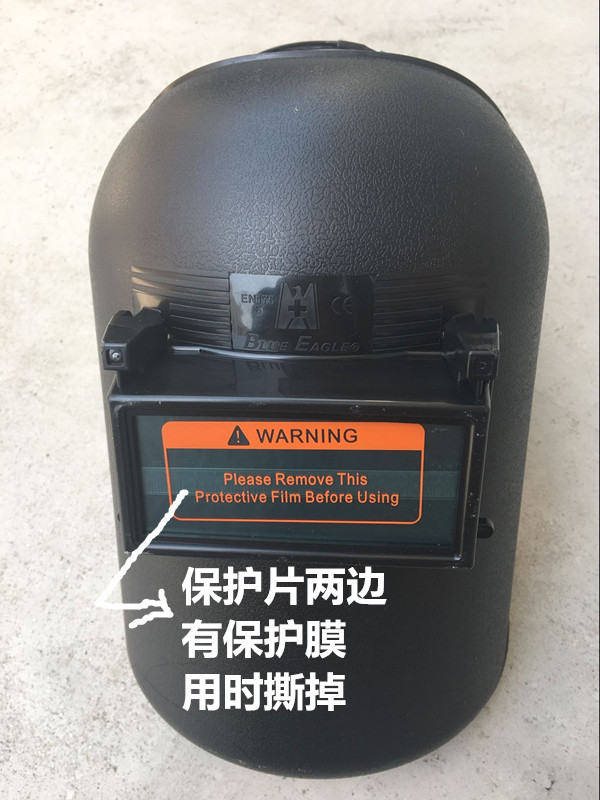 CE
BLUE EAGLE®
WARNING
Please Remove This
Protective Film Before Using
保护片两边
有保护膜
用时撕掉